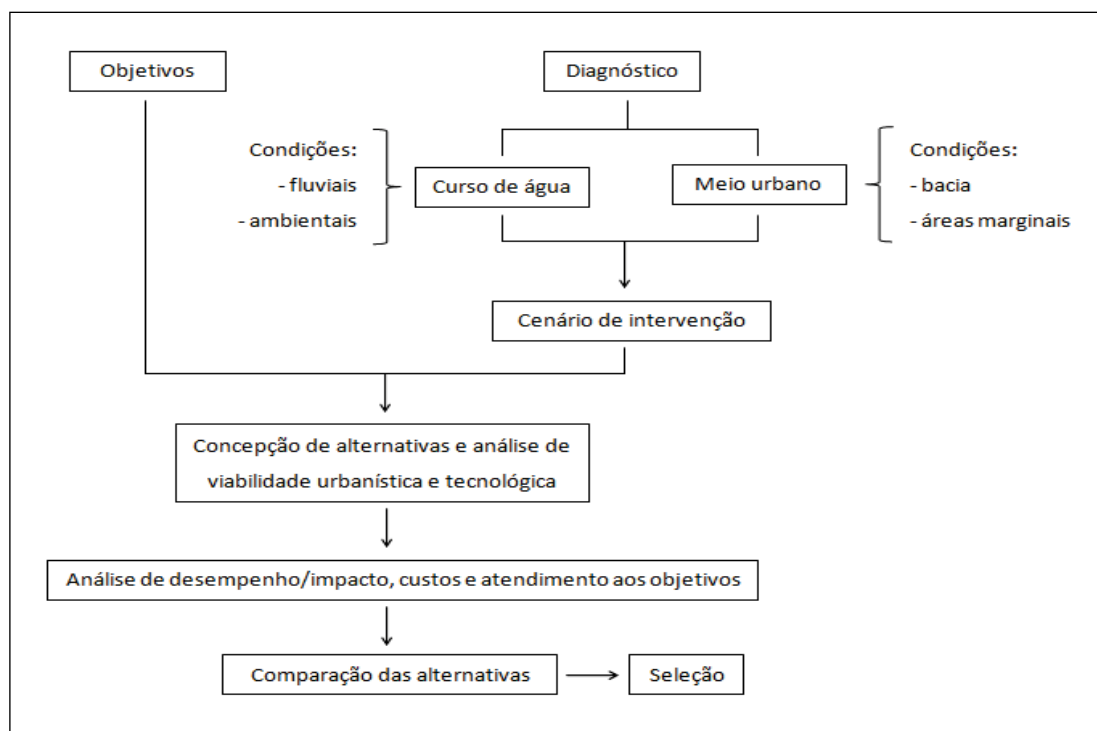 Objetivos
Diagnóstico
Condições:
- fluviais
- ambientais
Curso de água
Meio urbano
Condições:
- bacia
- áreas marginais
Cenário de intervenção
Concepção de alternativas e análise de
viabilidade urbanística e tecnológica
Análise de desempenho/impacto, custos e atendimento aos objetivos
Comparação das alternativas
Seleção